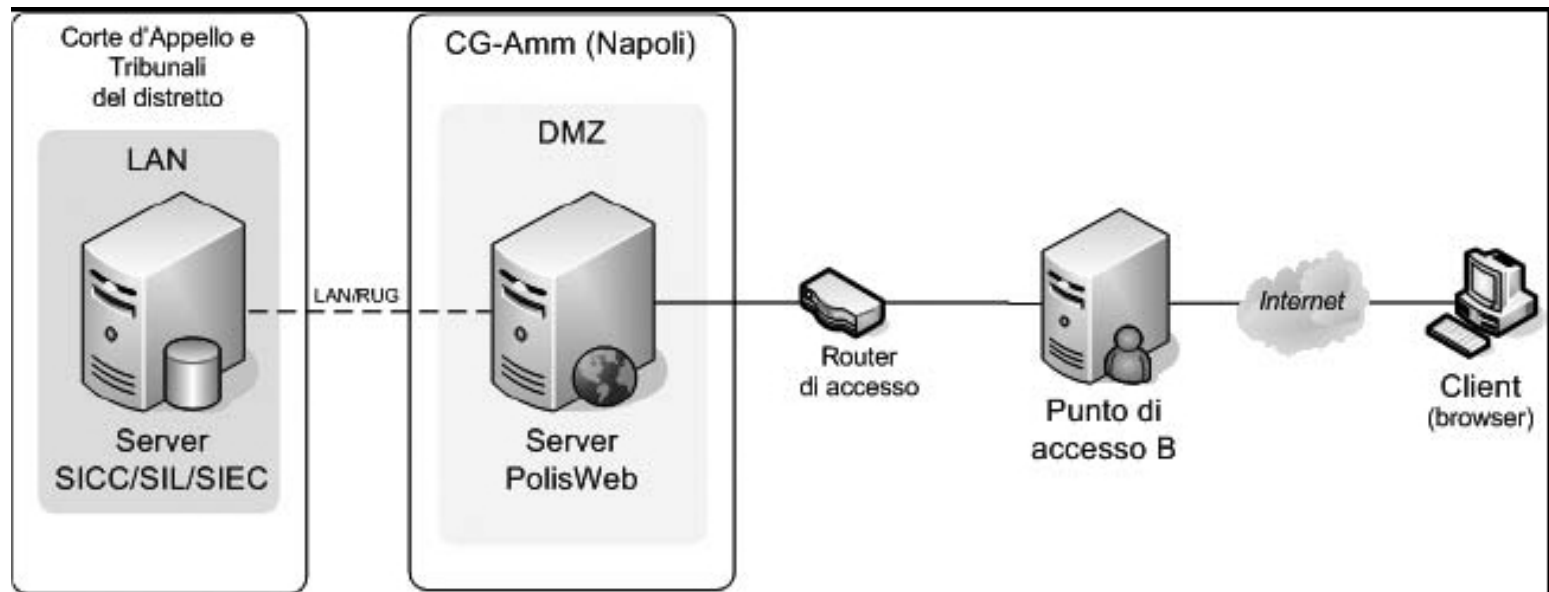 Corte d'Appello e
Tribunali
del distretto
LAN
Server
SICC/SIL/SIEC
LAN/RUG
CG-Amm (Napoli)
DMZ
Server
PolisWeb
Router
di accesso
Punto di
accesso B
Internet
Client
(browser)